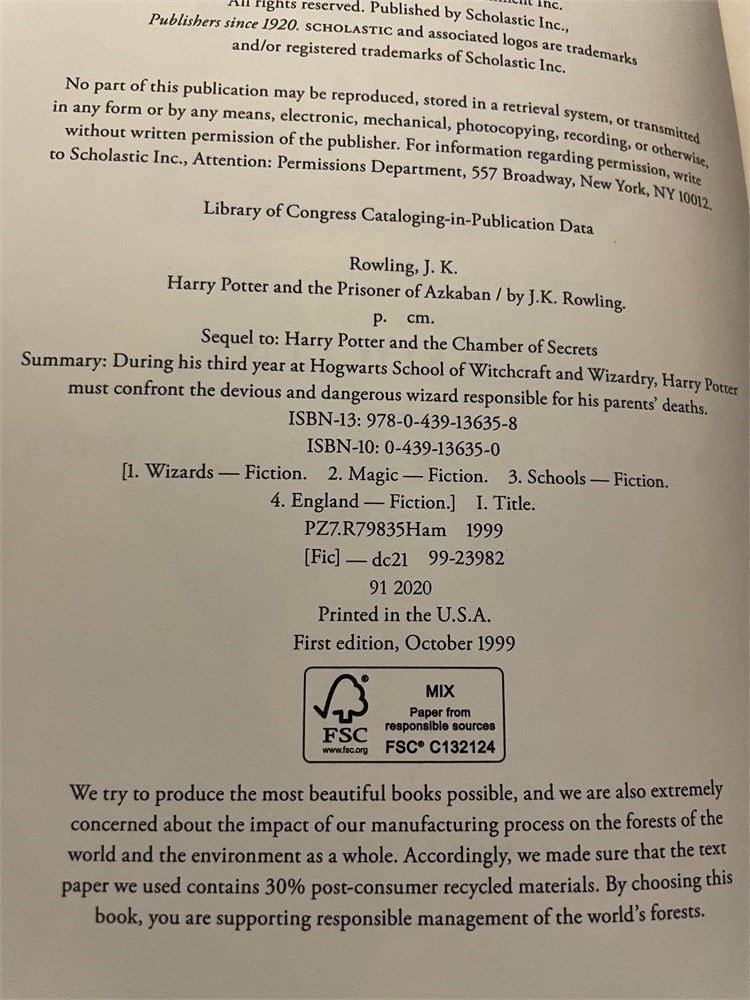 All rights reserved. Published by Scholastic Inc.,
Publishers since 1920. SCHOLASTIC and associated logos are trademarks
and/or registered trademarks of Scholastic Inc.
No part of this publication may be reproduced, stored in a retrieval system, or transmitted
in any form or by any means, electronic, mechanical, photocopying, recording, or otherwise,
without written permission of the publisher. For information regarding permission, write
to Scholastic Inc., Attention: Permissions Department, 557 Broadway, New York, NY 10012.
Library of Congress Cataloging-in-Publication Data
Rowling, J. K.
Harry Potter and the Prisoner of Azkaban / by J.K. Rowling.
p. cm.
Sequel to: Harry Potter and the Chamber of Secrets
Summary: During his third year at Hogwarts School of Witchcraft and Wizardry, Harry Potter
must confront the devious and dangerous wizard responsible for his parents' deaths.
ISBN-13: 978-0-439-13635-8
ISBN-10: 0-439-13635-0
[1. Wizards — Fiction. 2. Magic — Fiction. 3. Schools — Fiction.
4. England — Fiction.] I. Title.
PZ7.R79835Ham 1999
[Fic] — dc21 99-23982
91 2020
Printed in the U.S.A.
First edition, October 1999
FSC
www.fsc.org
MIX
Paper from
responsible sources
FSC® C132124
We try to produce the most beautiful books possible, and we are also extremely
concerned about the impact of our manufacturing process on the forests of the
world and the environment as a whole. Accordingly, we made sure that the text
paper we used contains 30% post-consumer recycled materials. By choosing this
book, you are supporting responsible management of the world's forests.